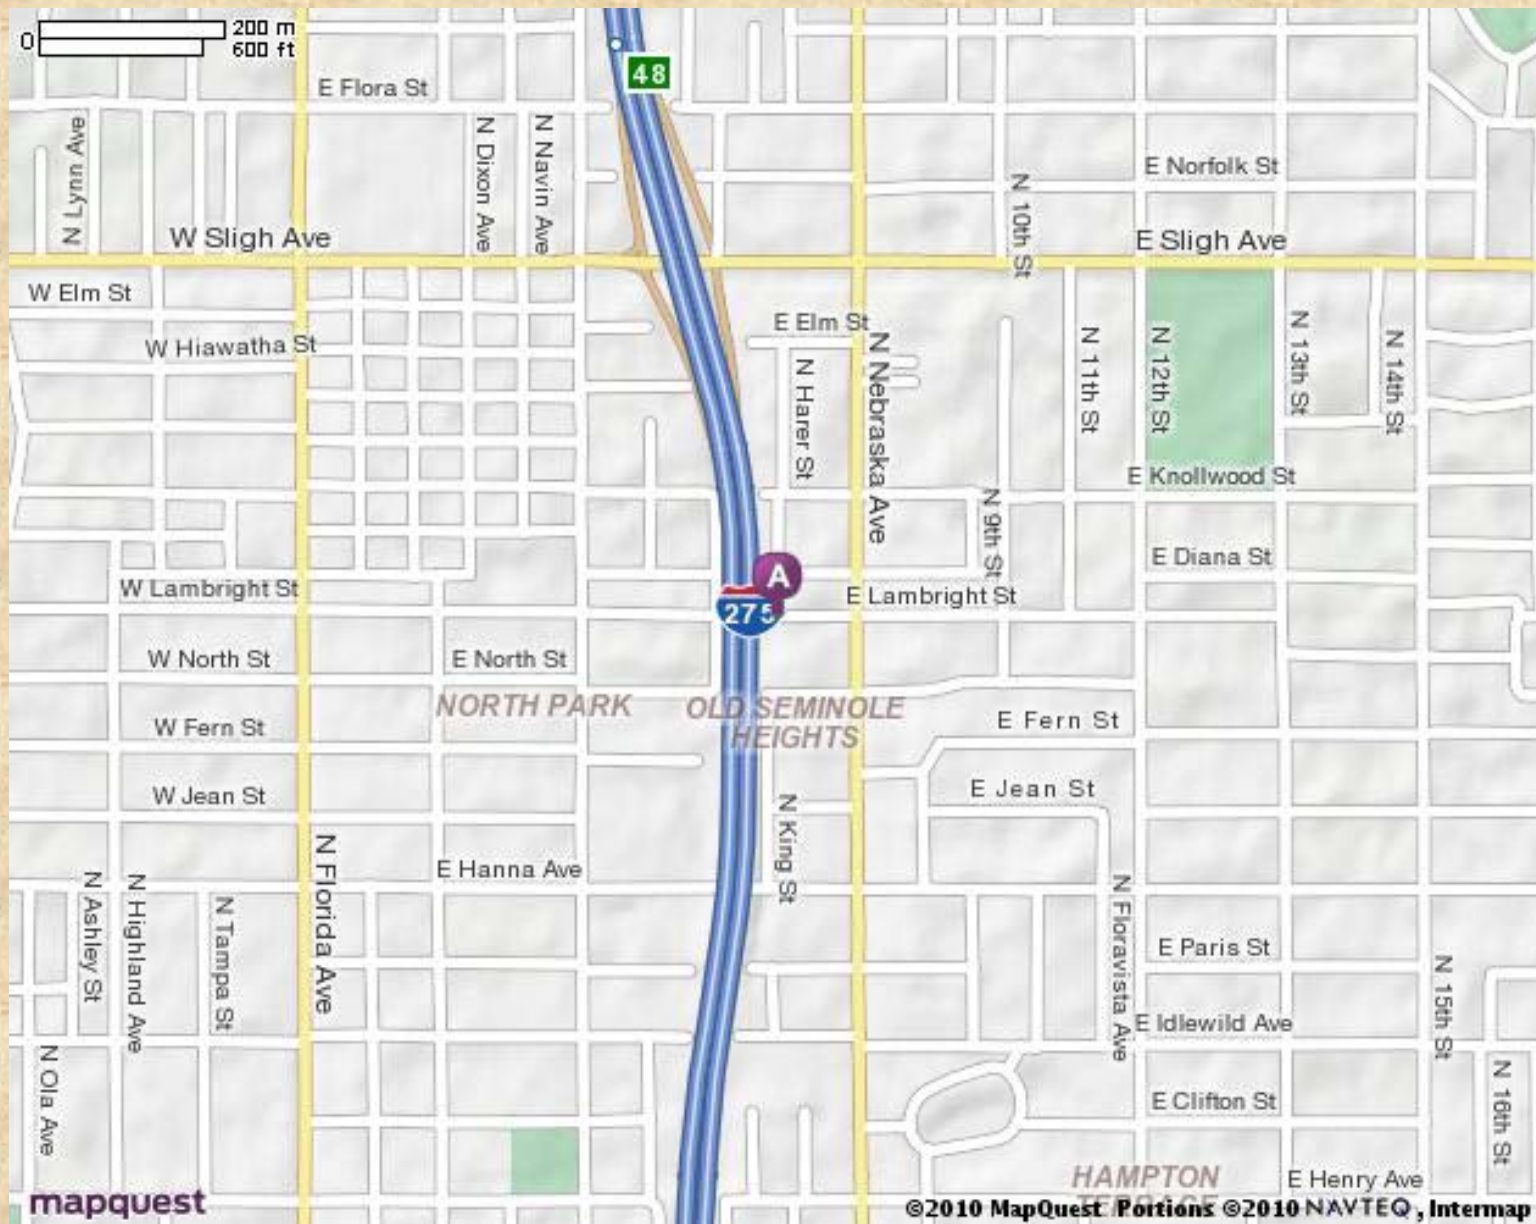 0
200 m
600 ft
48
E Flora St
N Lynn Ave
N Dixon Ave
N Navin Ave
E Norfolk St
N 10th St
W Sligh Ave
E Sligh Ave
W Elm St
E Elm St
W Hiawatha St
N Harer St
N Nebraska Ave
N 11th St
N 12th St
N 13th St
N 14th St
E Knollwood St
N 9th St
E Diana St
A
275
W Lambright St
E Lambright St
W North St
E North St
NORTH PARK
OLD SEMINOLE
HEIGHTS
W Fern St
E Fern St
W Jean St
E Jean St
N King St
N Florida Ave
E Hanna Ave
N Ashley St
N Highland Ave
N Tampa St
N Floravista Ave
E Paris St
N 15th St
E Idlewild Ave
N Ola Ave
E Clifton St
N 16th St
HAMPTON
TERRACE
E Henry Ave
mapquest
©2010 MapQuest Portions ©2010 NAVTEQ, Intermap